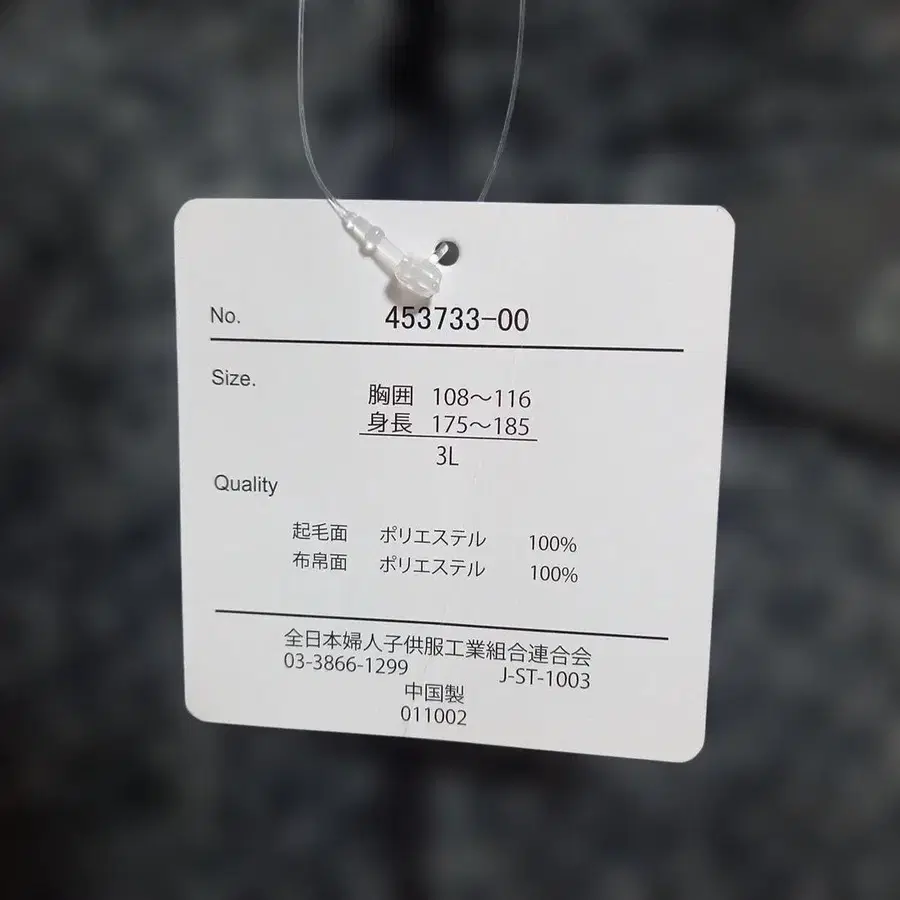 No. 453733-00
Size.
胸囲 108～116
身長 175～185
3L
Quality
起毛面 ポリエステル 100%
布帛面 ポリエステル 100%
全日本婦人子供服工業組合連合会
03-3866-1299 J-ST-1003
中国製
011002